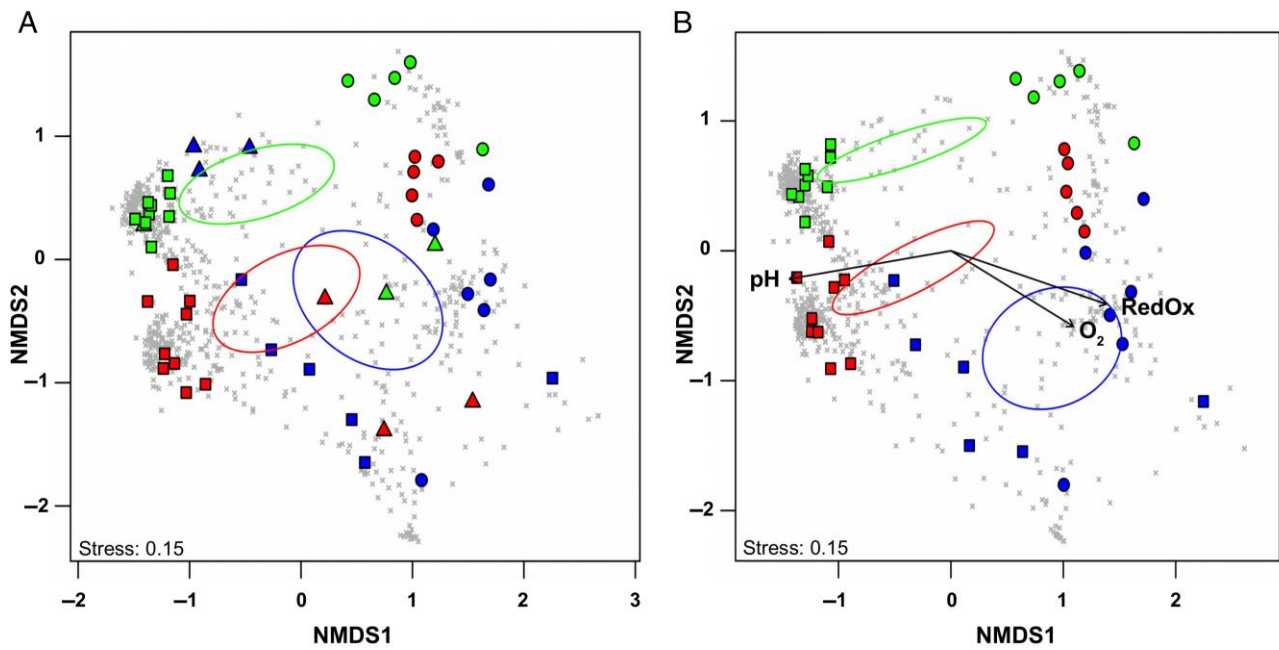 A
1
0
−1
−2
NMDS2
Stress: 0.15
−2
−1
0
1
2
3
NMDS1
B
1
0
−1
−2
NMDS2
pH
RedOx
O₂
Stress: 0.15
−1
0
1
2
NMDS1